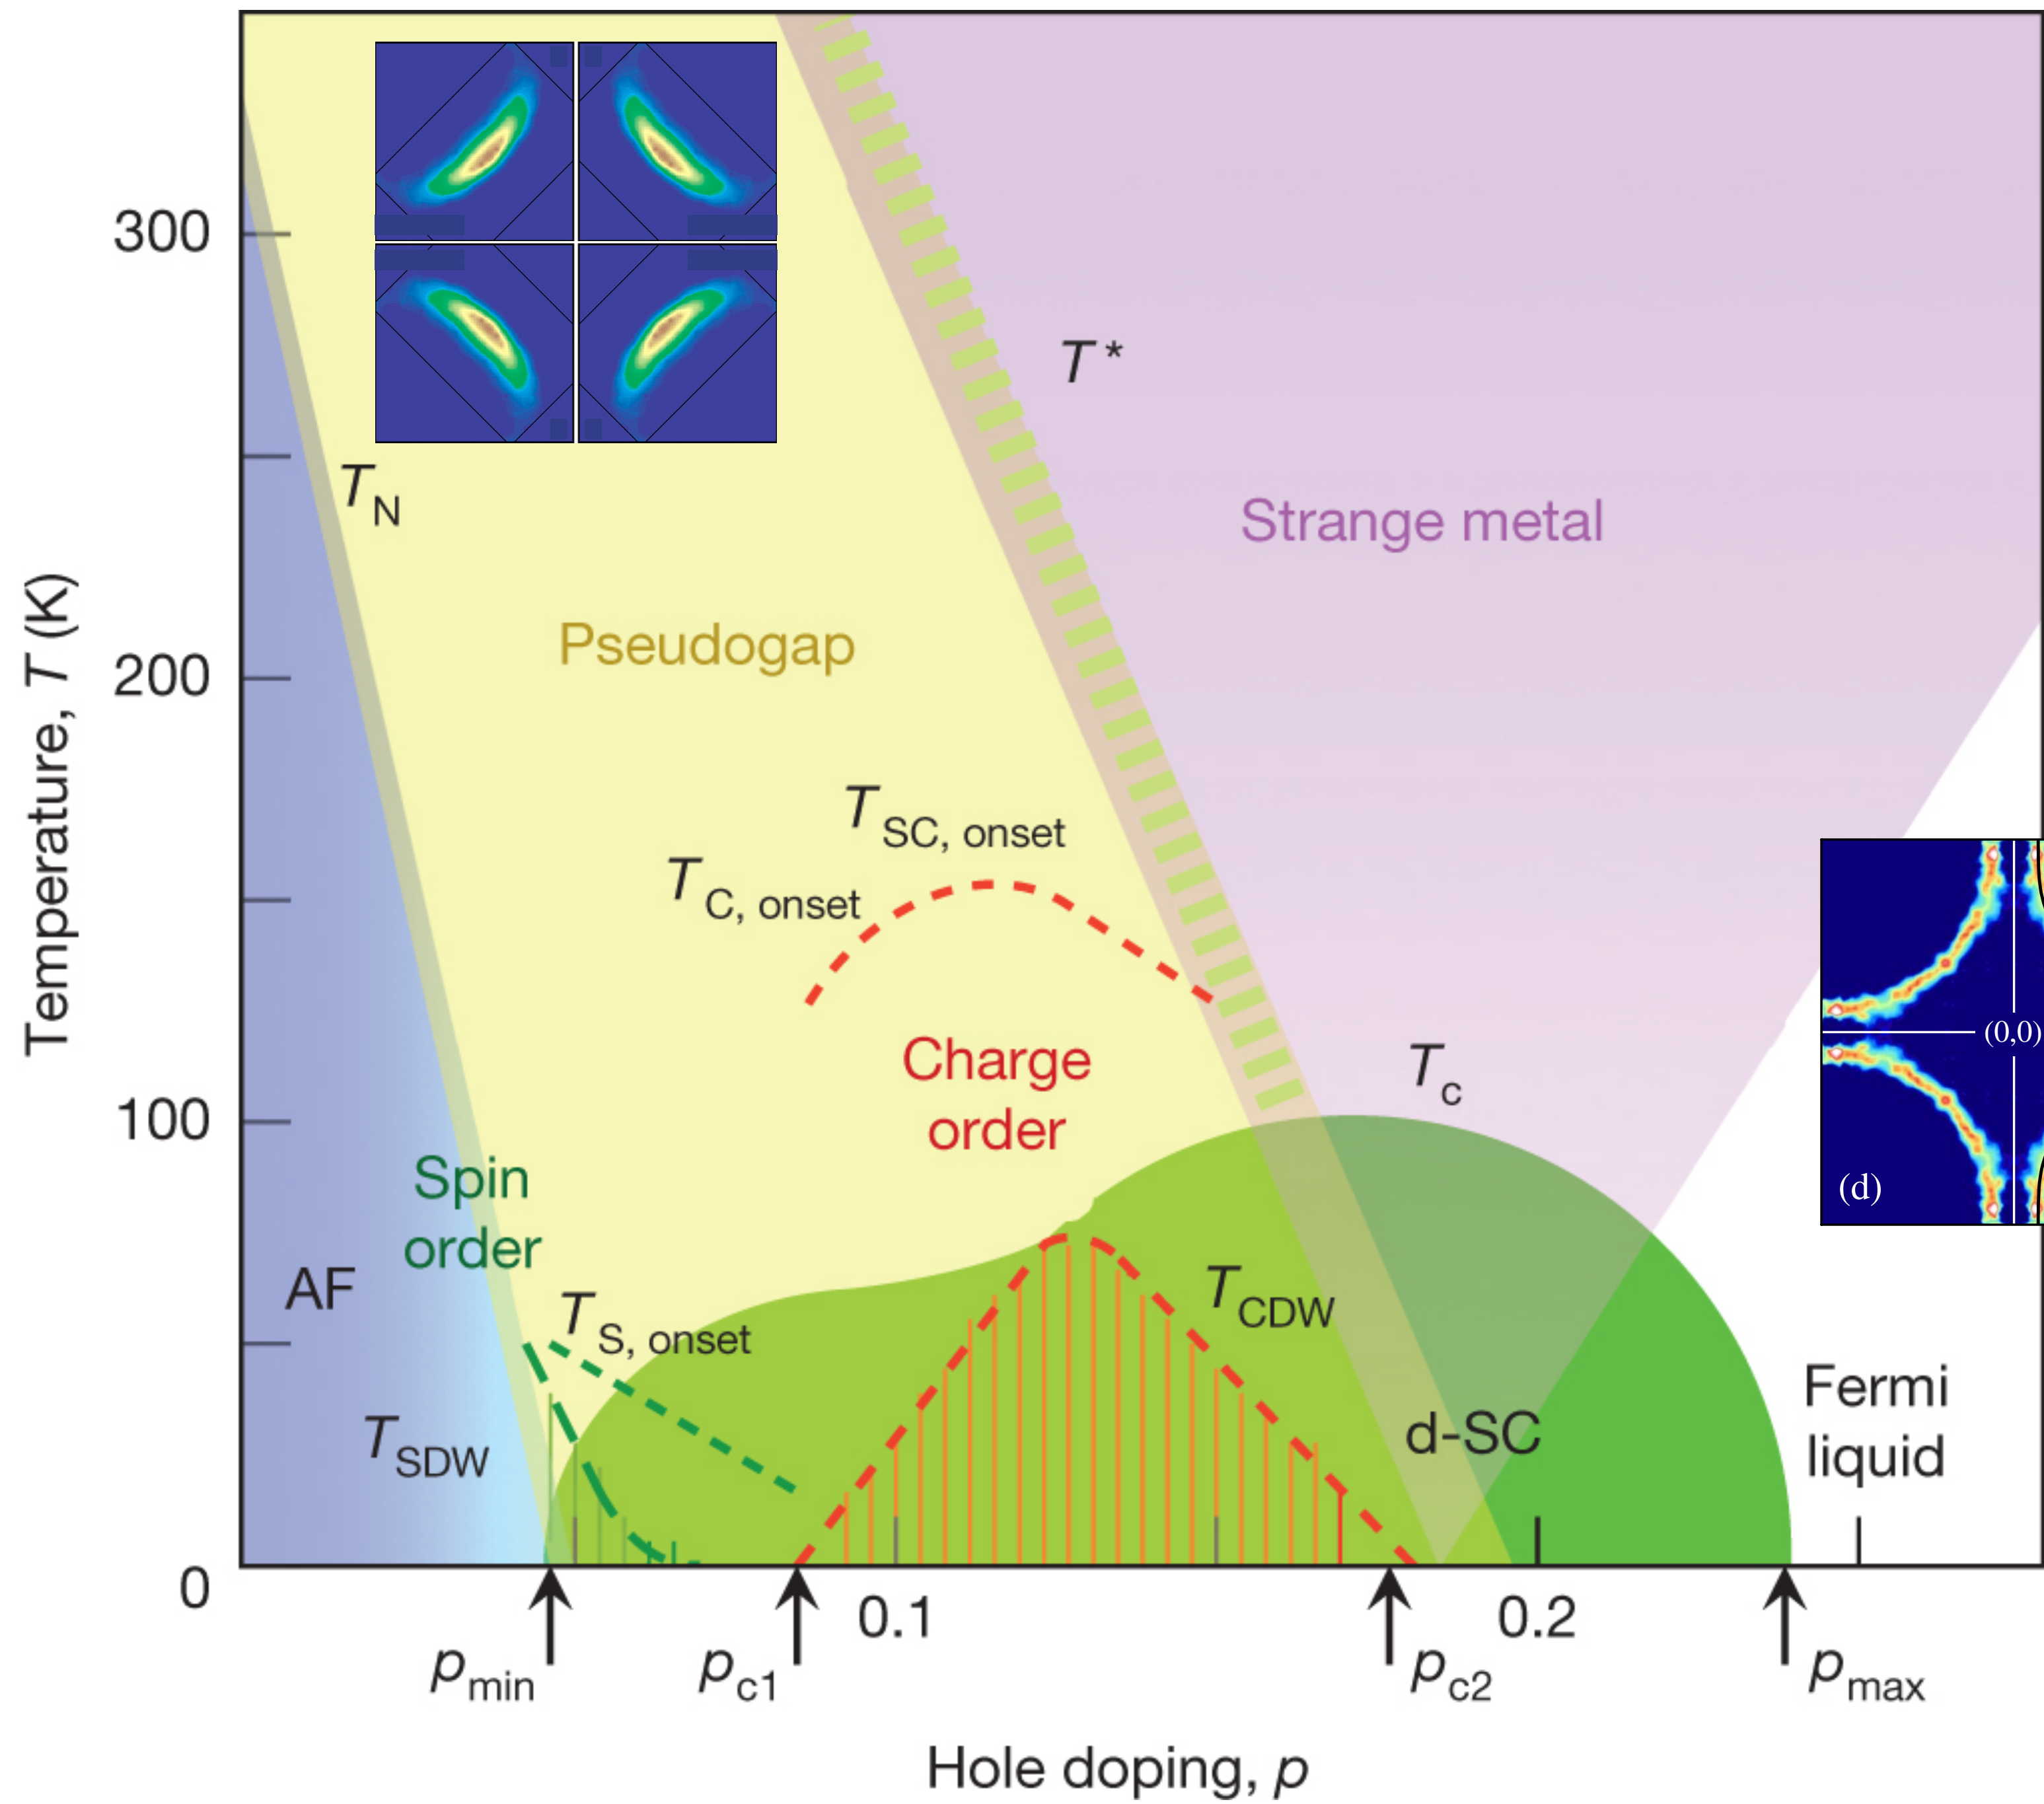 300
200
100
0
Temperature, T (K)
T*
TN
Strange metal
Pseudogap
TSC, onset
TC, onset
Charge
order
Tc
(0,0)
(d)
Spin
order
AF
TS, onset
TCDW
TSDW
d-SC
Fermi
liquid
0.1
0.2
pmin
pc1
pc2
pmax
Hole doping, p